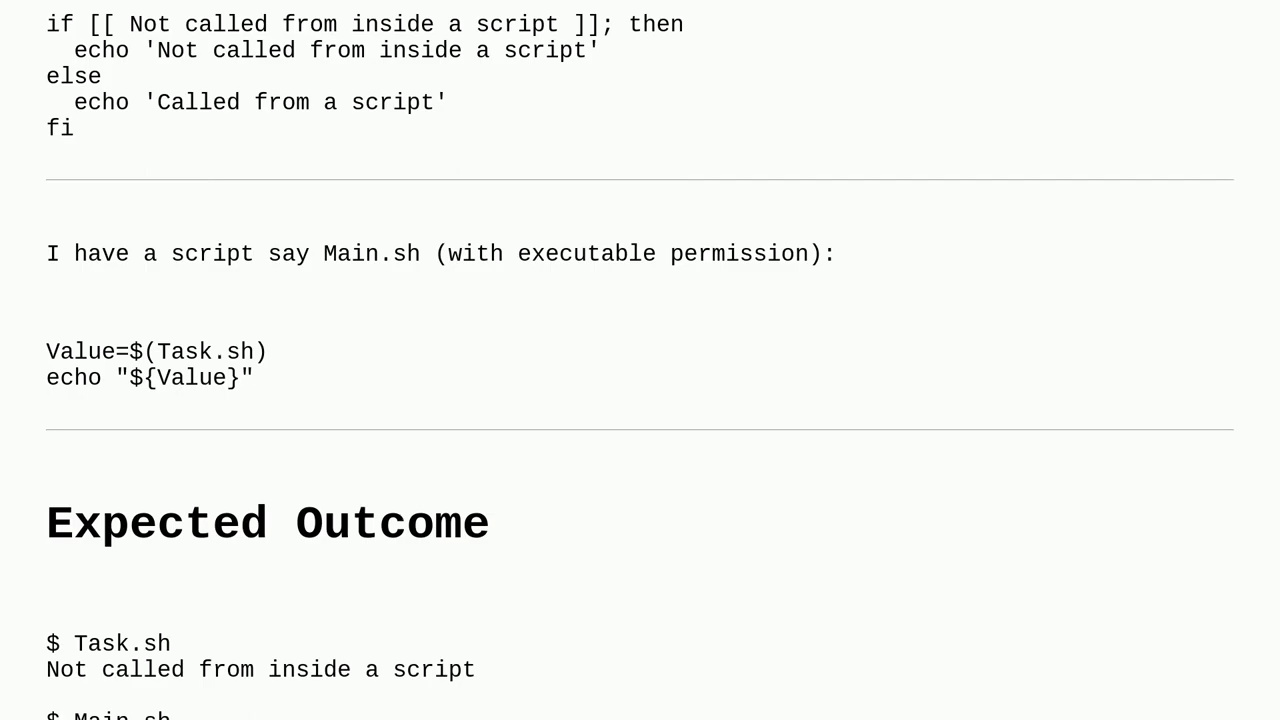 if [[ Not called from inside a script ]]; then
  echo 'Not called from inside a script'
else
  echo 'Called from a script'
fi
I have a script say Main.sh (with executable permission):
Value=$(Task.sh)
echo "${Value}"
Expected Outcome
$ Task.sh
Not called from inside a script
$ Main.sh